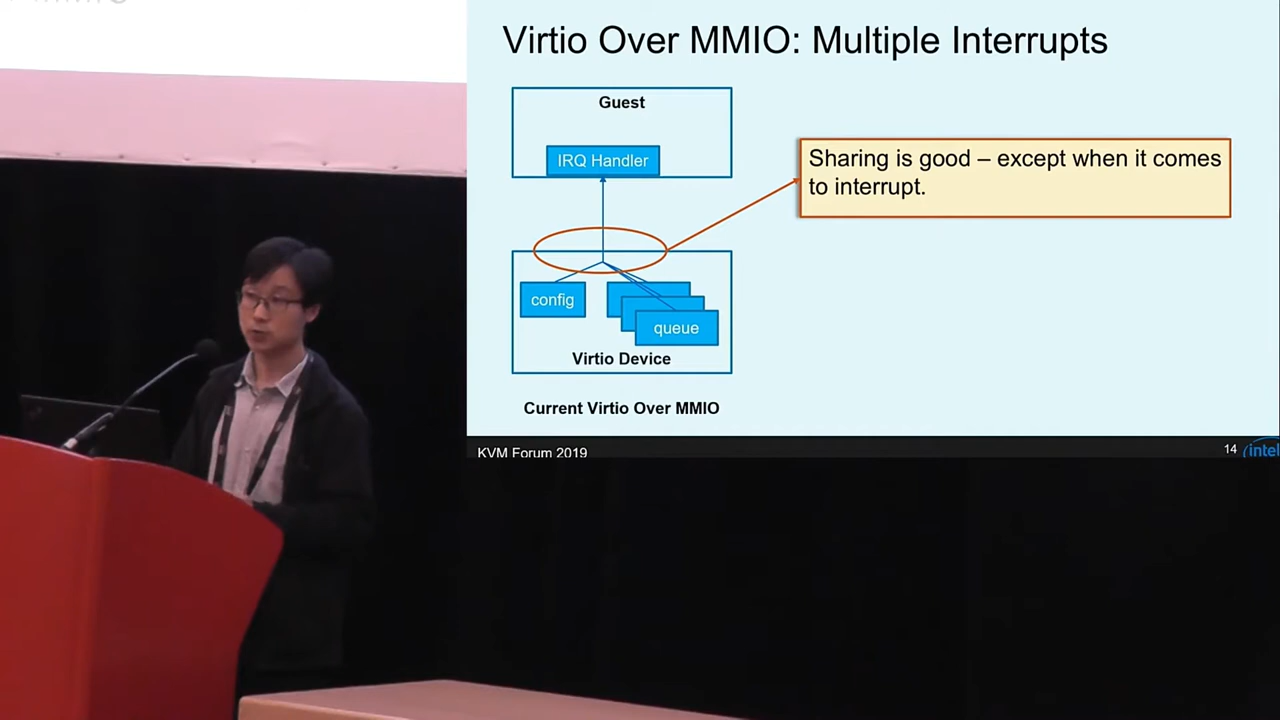 Virtio Over MMIO: Multiple Interrupts
Guest
IRQ Handler
Sharing is good – except when it comes
to interrupt.
config
queue
Virtio Device
Current Virtio Over MMIO
KVM Forum 2019
14
intel